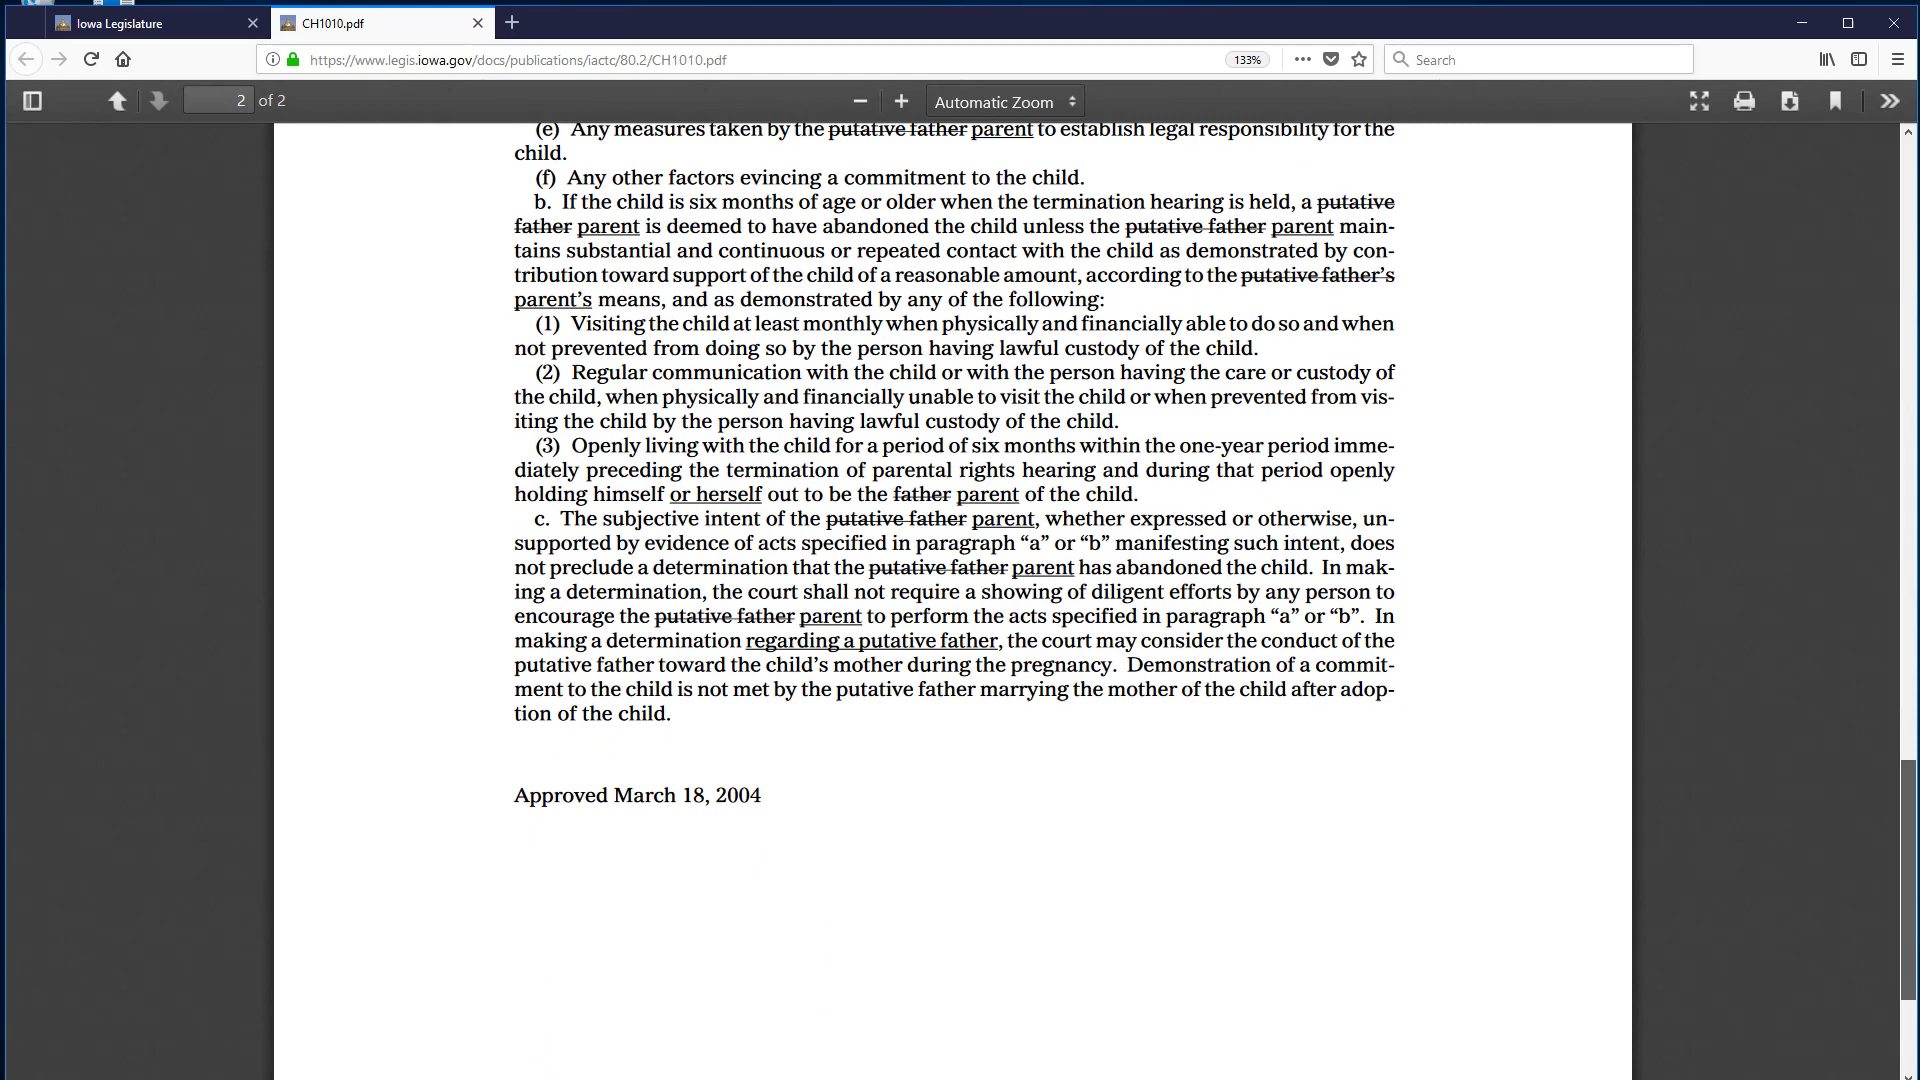 Iowa Legislature
CH1010.pdf
https://www.legis.iowa.gov/docs/publications/iactc/80.2/CH1010.pdf
133%
Search
2 of 2
Automatic Zoom
(e) Any measures taken by the putative father parent to establish legal responsibility for the
child.
(f) Any other factors evincing a commitment to the child.
b. If the child is six months of age or older when the termination hearing is held, a putative
father parent is deemed to have abandoned the child unless the putative father parent main-
tains substantial and continuous or repeated contact with the child as demonstrated by con-
tribution toward support of the child of a reasonable amount, according to the putative father's
parent's means, and as demonstrated by any of the following:
(1) Visiting the child at least monthly when physically and financially able to do so and when
not prevented from doing so by the person having lawful custody of the child.
(2) Regular communication with the child or with the person having the care or custody of
the child, when physically and financially unable to visit the child or when prevented from vis-
iting the child by the person having lawful custody of the child.
(3) Openly living with the child for a period of six months within the one-year period imme-
diately preceding the termination of parental rights hearing and during that period openly
holding himself or herself out to be the father parent of the child.
c. The subjective intent of the putative father parent, whether expressed or otherwise, un-
supported by evidence of acts specified in paragraph “a” or “b” manifesting such intent, does
not preclude a determination that the putative father parent has abandoned the child. In mak-
ing a determination, the court shall not require a showing of diligent efforts by any person to
encourage the putative father parent to perform the acts specified in paragraph “a” or “b”. In
making a determination regarding a putative father, the court may consider the conduct of the
putative father toward the child's mother during the pregnancy. Demonstration of a commit-
ment to the child is not met by the putative father marrying the mother of the child after adop-
tion of the child.
Approved March 18, 2004